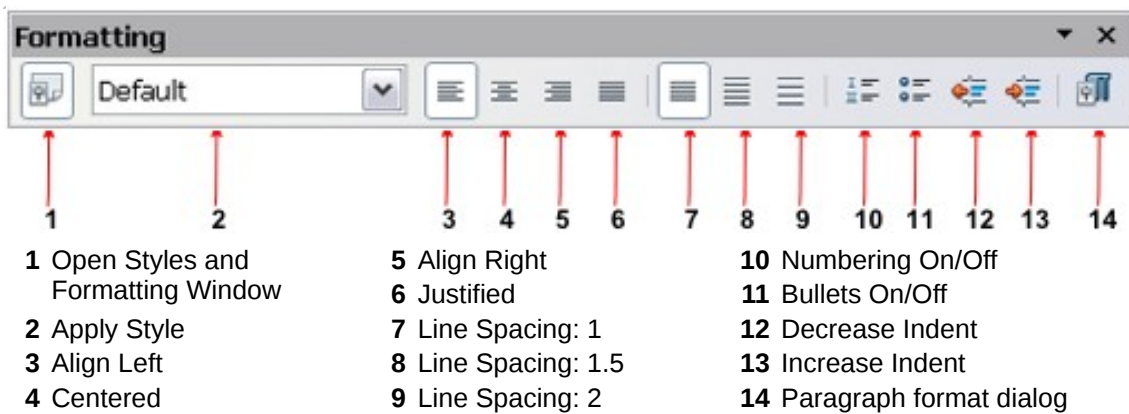 Formatting
Default
1 2 3 4 5 6 7 8 9 10 11 12 13 14
1 Open Styles and
Formatting Window
2 Apply Style
3 Align Left
4 Centered
5 Align Right
6 Justified
7 Line Spacing: 1
8 Line Spacing: 1.5
9 Line Spacing: 2
10 Numbering On/Off
11 Bullets On/Off
12 Decrease Indent
13 Increase Indent
14 Paragraph format dialog